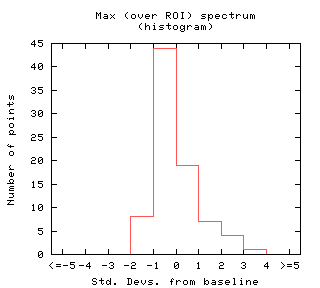 Max (over ROI) spectrum
(histogram)
45
40
35
30
25
20
15
10
5
0
Number of points
<=-5 -4 -3 -2 -1 0 1 2 3 4 >=5
Std. Devs. from baseline